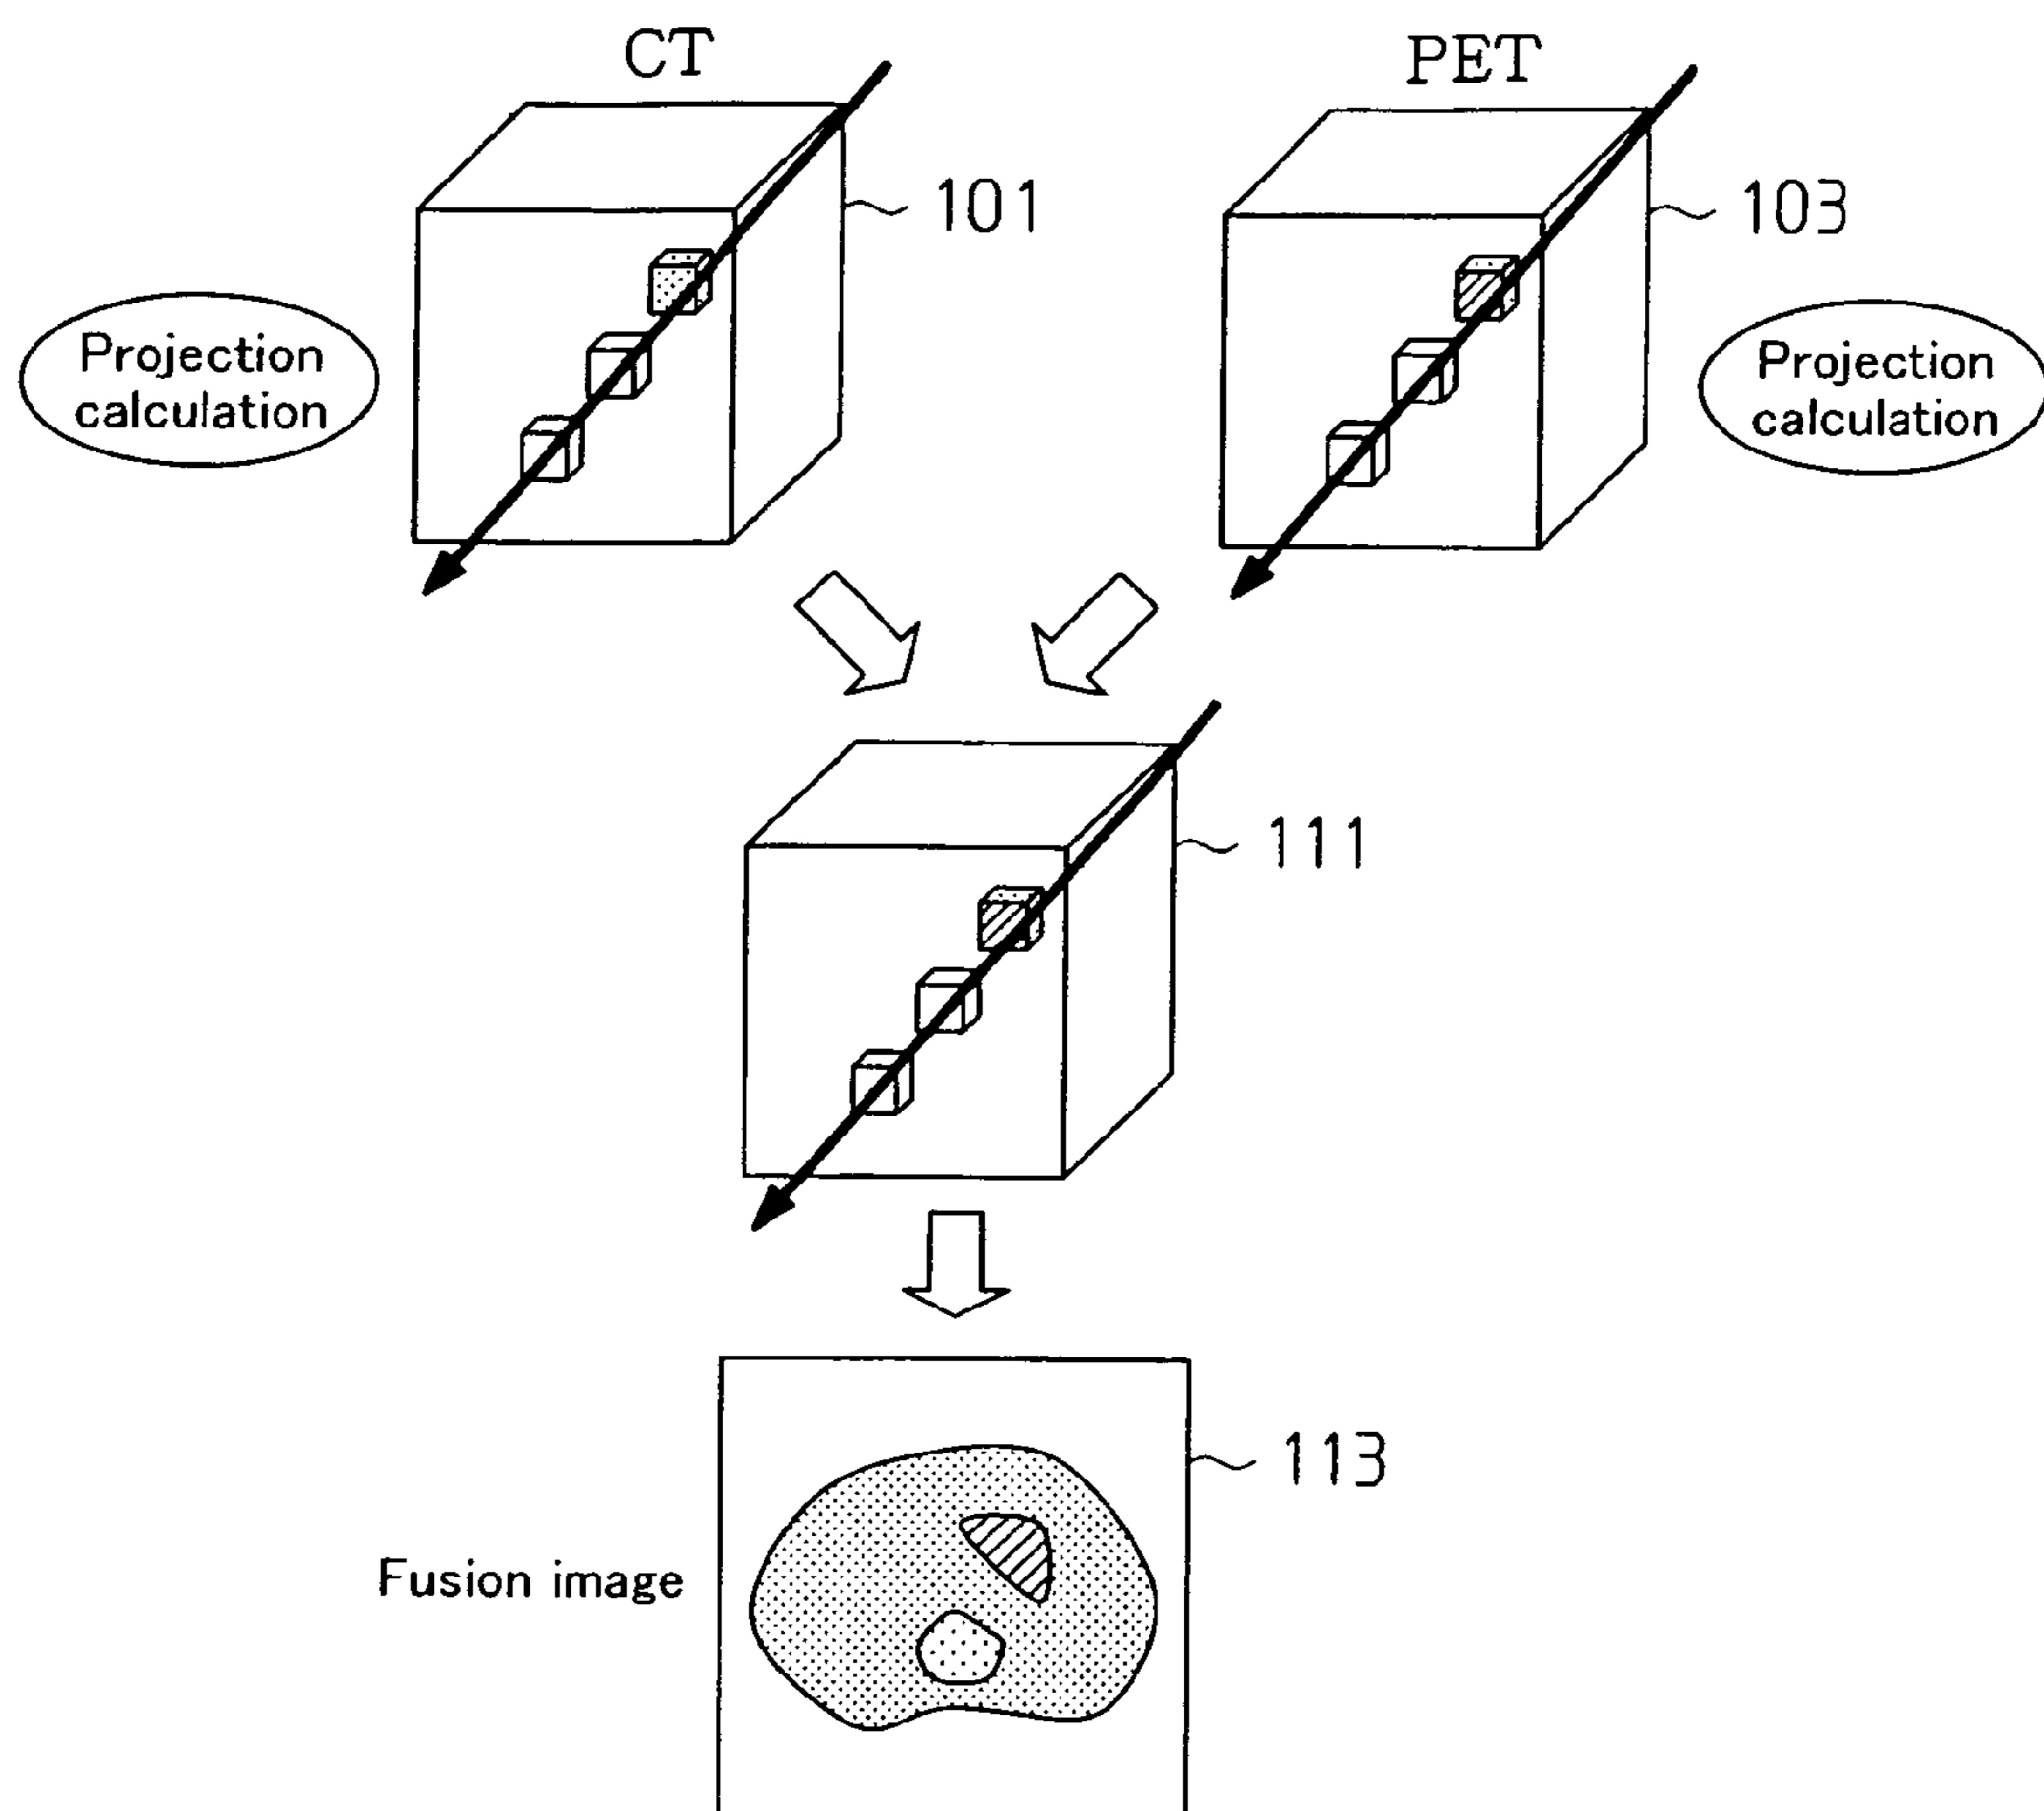 CT
PET
101
103
Projection
calculation
Projection
calculation
111
113
Fusion image